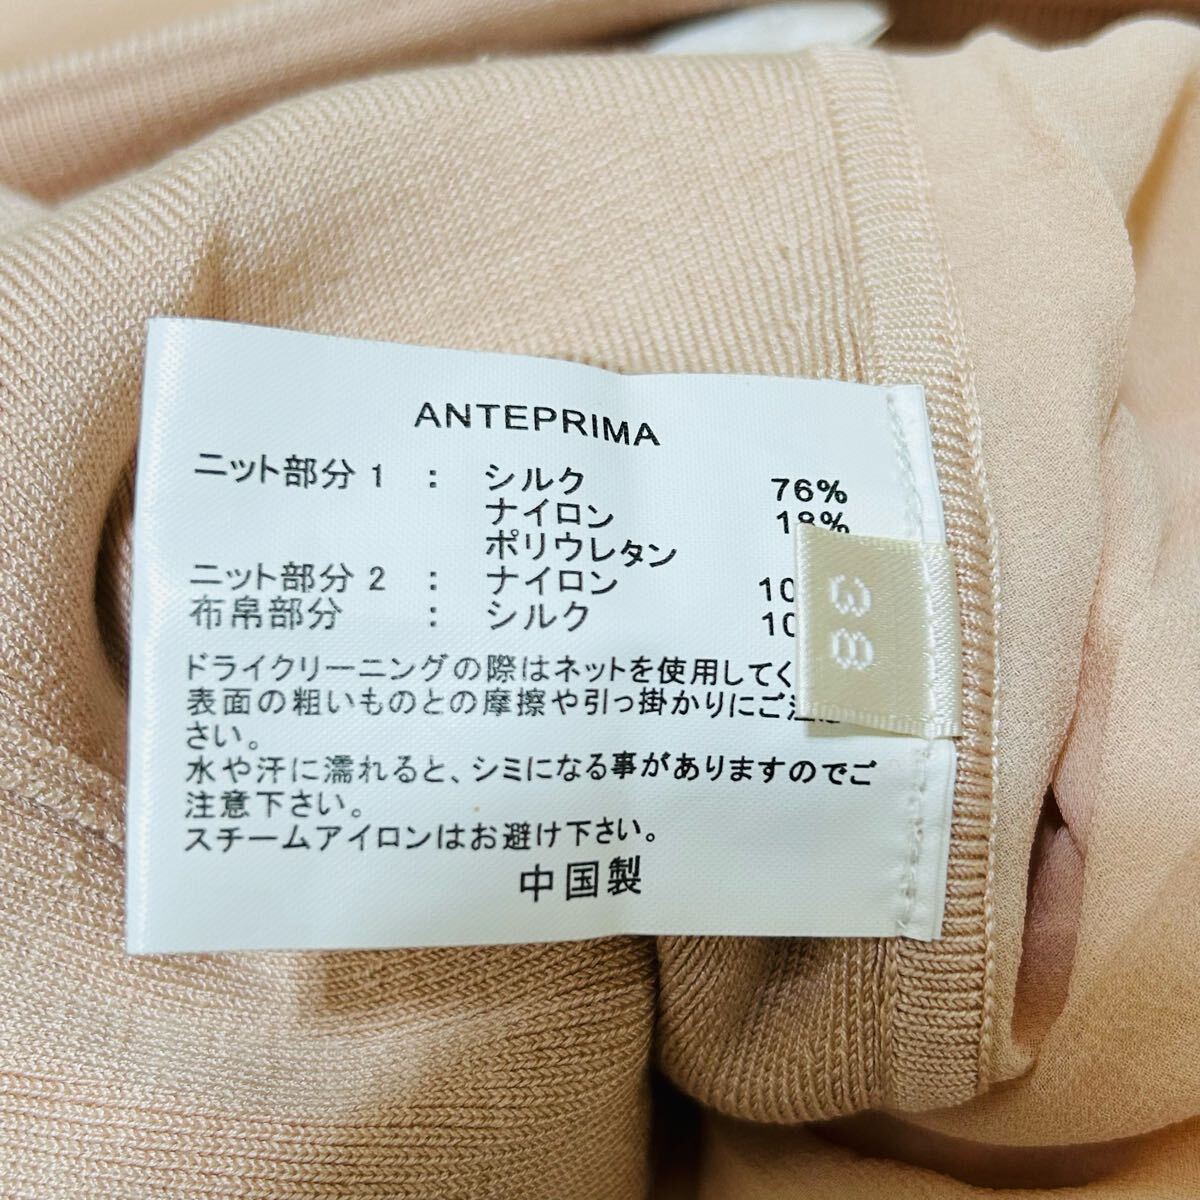 ANTEPRIMA
ニット部分1 : シルク 76%
ナイロン 18%
ポリウレタン
ニット部分2 : ナイロン 10
布帛部分 : シルク 10
ドライクリーニングの際はネットを使用してく
表面の粗いものとの摩擦や引っ掛かりにご注
さい。
水や汗に濡れると、シミになる事がありますのでご
注意下さい。
スチームアイロンはお避け下さい。
中国製
38